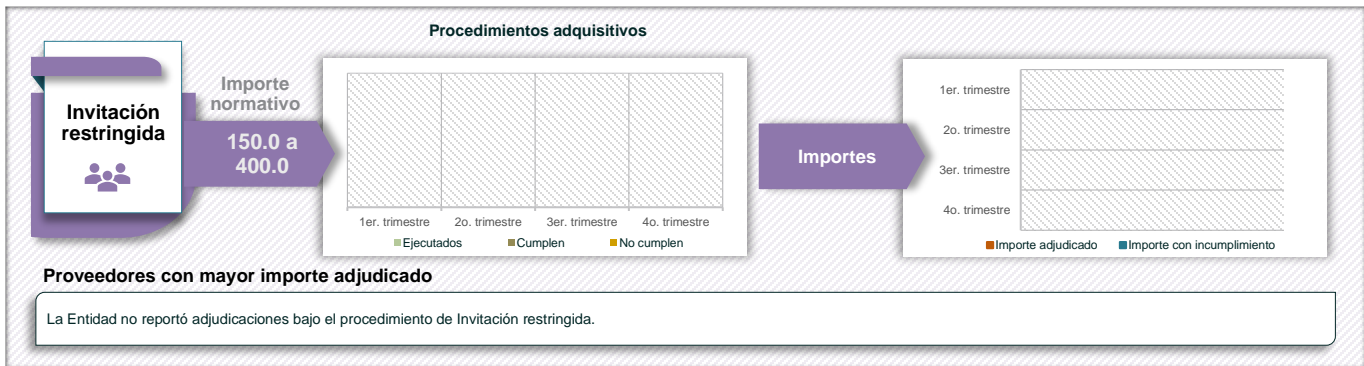 Procedimientos adquisitivos
Invitación
restringida
Importe
normativo
150.0 a
400.0
1er. trimestre 2o. trimestre 3er. trimestre 4o. trimestre
Ejecutados Cumplen No cumplen
Importes
1er. trimestre
2o. trimestre
3er. trimestre
4o. trimestre
Importe adjudicado Importe con incumplimiento
Proveedores con mayor importe adjudicado
La Entidad no reportó adjudicaciones bajo el procedimiento de Invitación restringida.